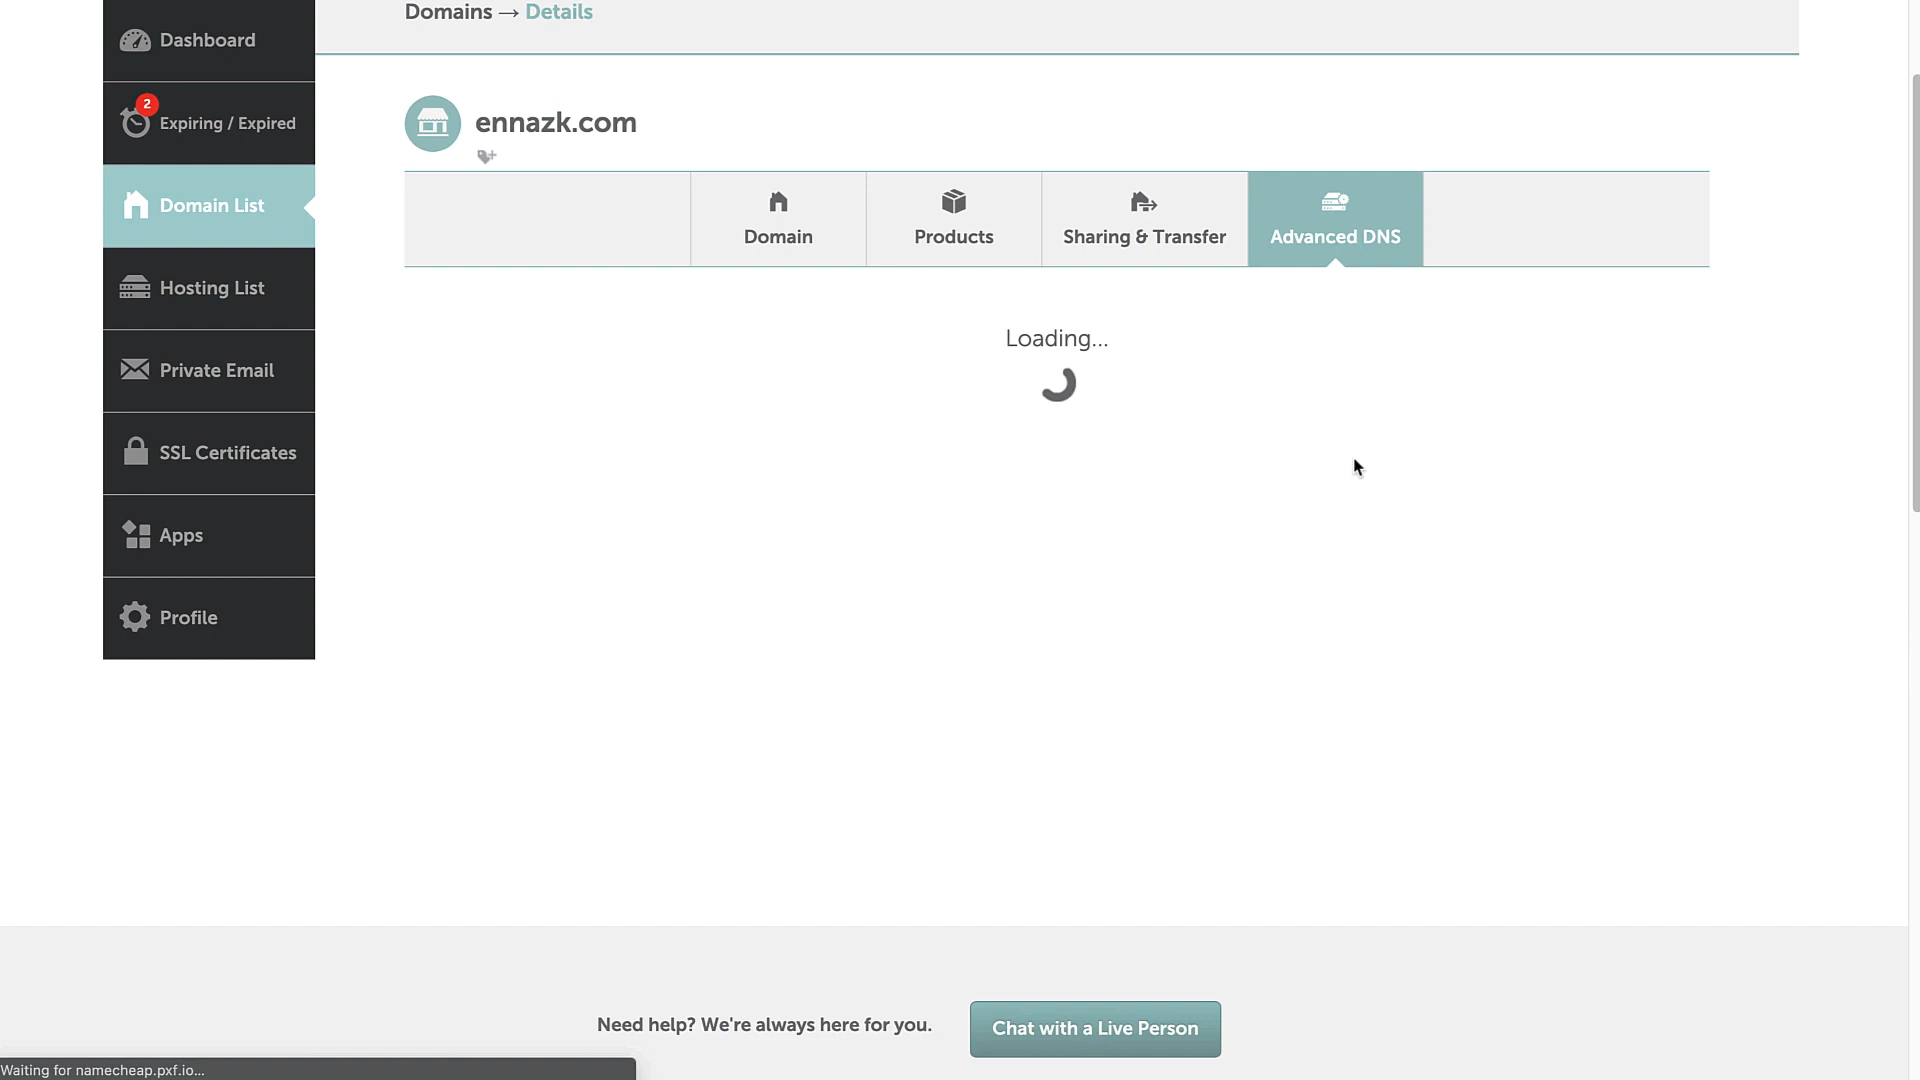 Domains → Details
Dashboard
2
Expiring / Expired
Domain List
Hosting List
Private Email
SSL Certificates
Apps
Profile
ennazk.com
Domain
Products
Sharing & Transfer
Advanced DNS
Loading...
Need help? We're always here for you.
Chat with a Live Person
Waiting for namecheap.pxf.io...